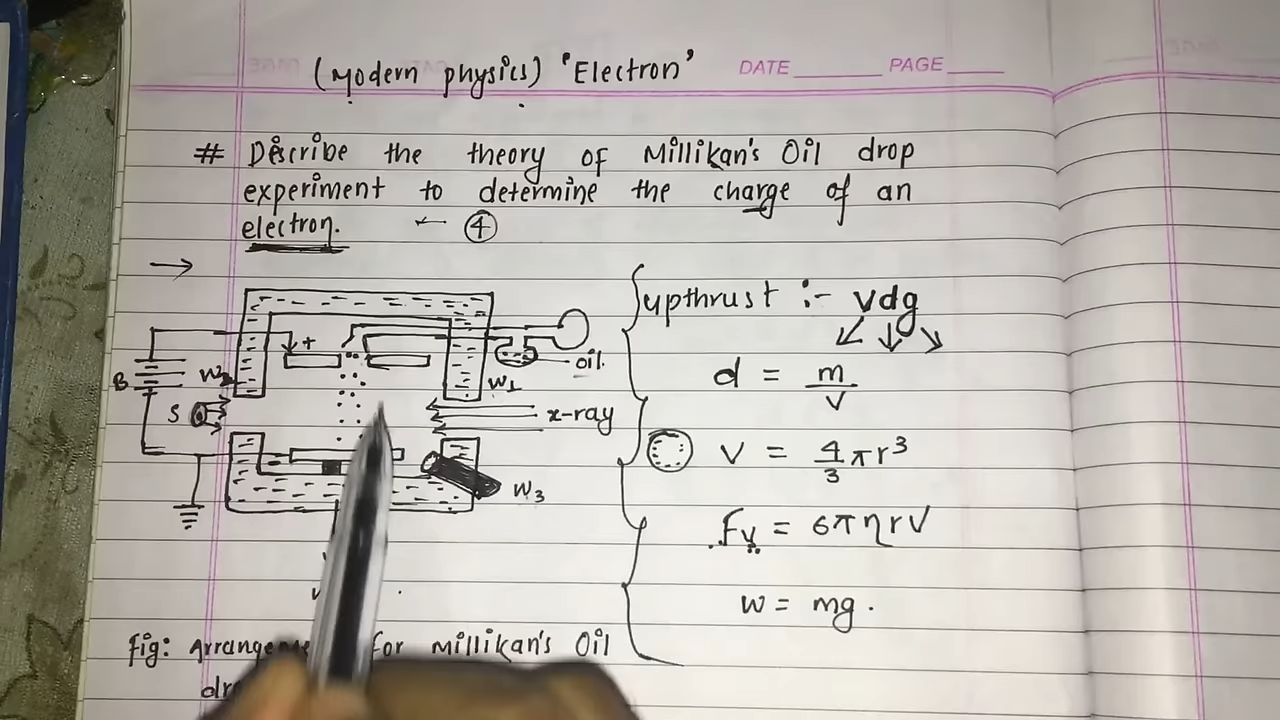 (Modern physics) 'Electron'
DATE PAGE
# Describe the theory of Millikan's Oil drop
experiment to determine the charge of an
electron. ← ④
→
upthrust :- vdg
+
oil.
B
W₂
W₁
d = m/v
S
x-ray
v = 4/3 πr³
W₃
Fv = 6πηrV
w = mg.
fig: for Millikan's Oil